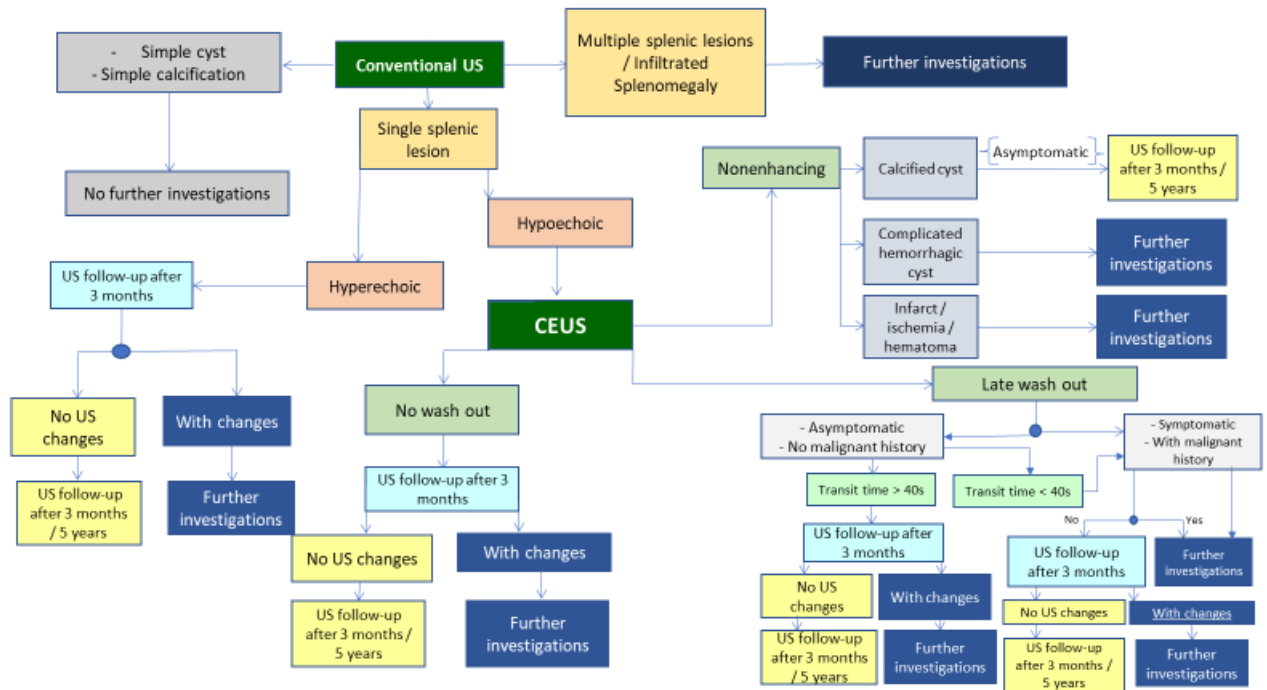 - Simple cyst
- Simple calcification
Conventional US
Multiple splenic lesions
/ Infiltrated
Splenomegaly
Further investigations
Single splenic
lesion
No further investigations
Hypoechoic
Nonenhancing
Calcified cyst
Asymptomatic
US follow-up
after 3 months /
5 years
Complicated
hemorrhagic
cyst
Further
investigations
US follow-up after
3 months
Hyperechoic
CEUS
Infarct /
ischemia /
hematoma
Further
investigations
No US
changes
With changes
No wash out
Late wash out
- Asymptomatic
- No malignant history
- Symptomatic
- With malignant
history
US follow-up
after 3 months
/ 5 years
Further
investigations
US follow-up after 3
months
Transit time > 40s
Transit time < 40s
No US changes
With changes
US follow-up after
3 months
No
Yes
US follow-up
after 3 months
Further
investigations
US follow-up
after 3 months /
5 years
Further
investigations
No US
changes
With changes
No US changes
With changes
US follow-up
after 3 months
/ 5 years
Further
investigations
US follow-up
after 3 months /
5 years
Further
investigations